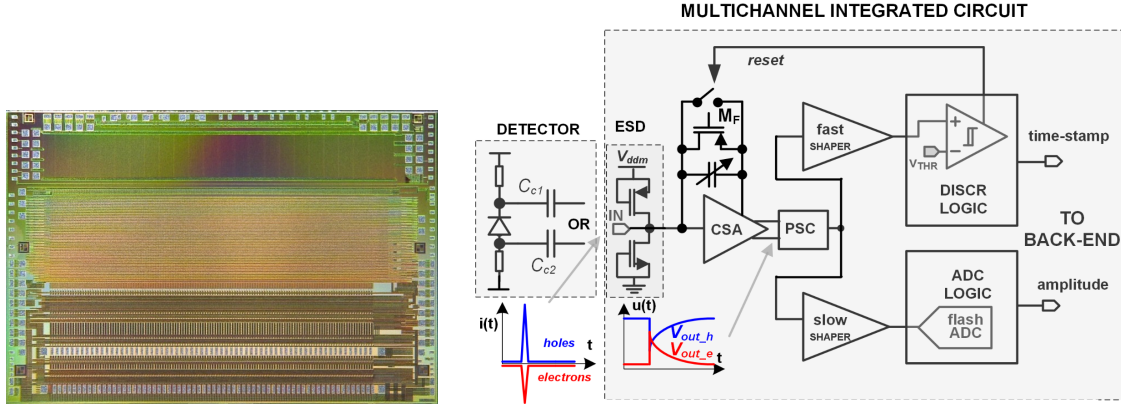 MULTICHANNEL INTEGRATED CIRCUIT
reset
M_F
DETECTOR
ESD
V_ddm
fast
SHAPER
+
−
V_THR
DISCR
LOGIC
time-stamp
C_c1
OR
IN
CSA
PSC
TO
BACK-END
C_c2
ADC
LOGIC
amplitude
slow
SHAPER
flash
ADC
i(t)
u(t)
holes
t
electrons
V_out_h
V_out_e
t